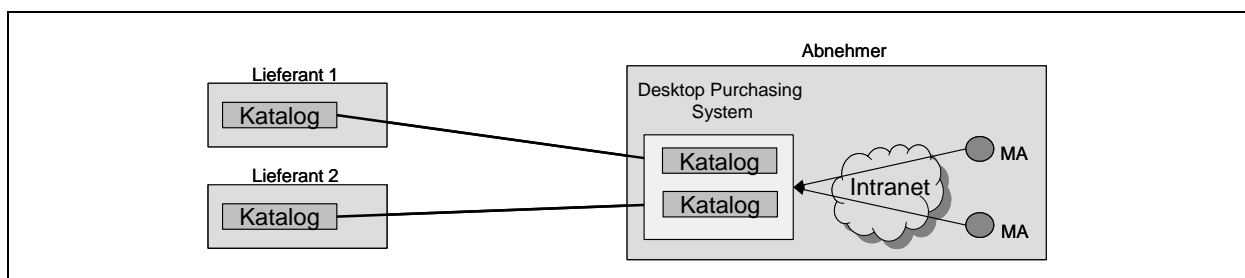 Abnehmer
Lieferant 1
Katalog
Lieferant 2
Katalog
Desktop Purchasing
System
Katalog
Katalog
Intranet
MA
MA